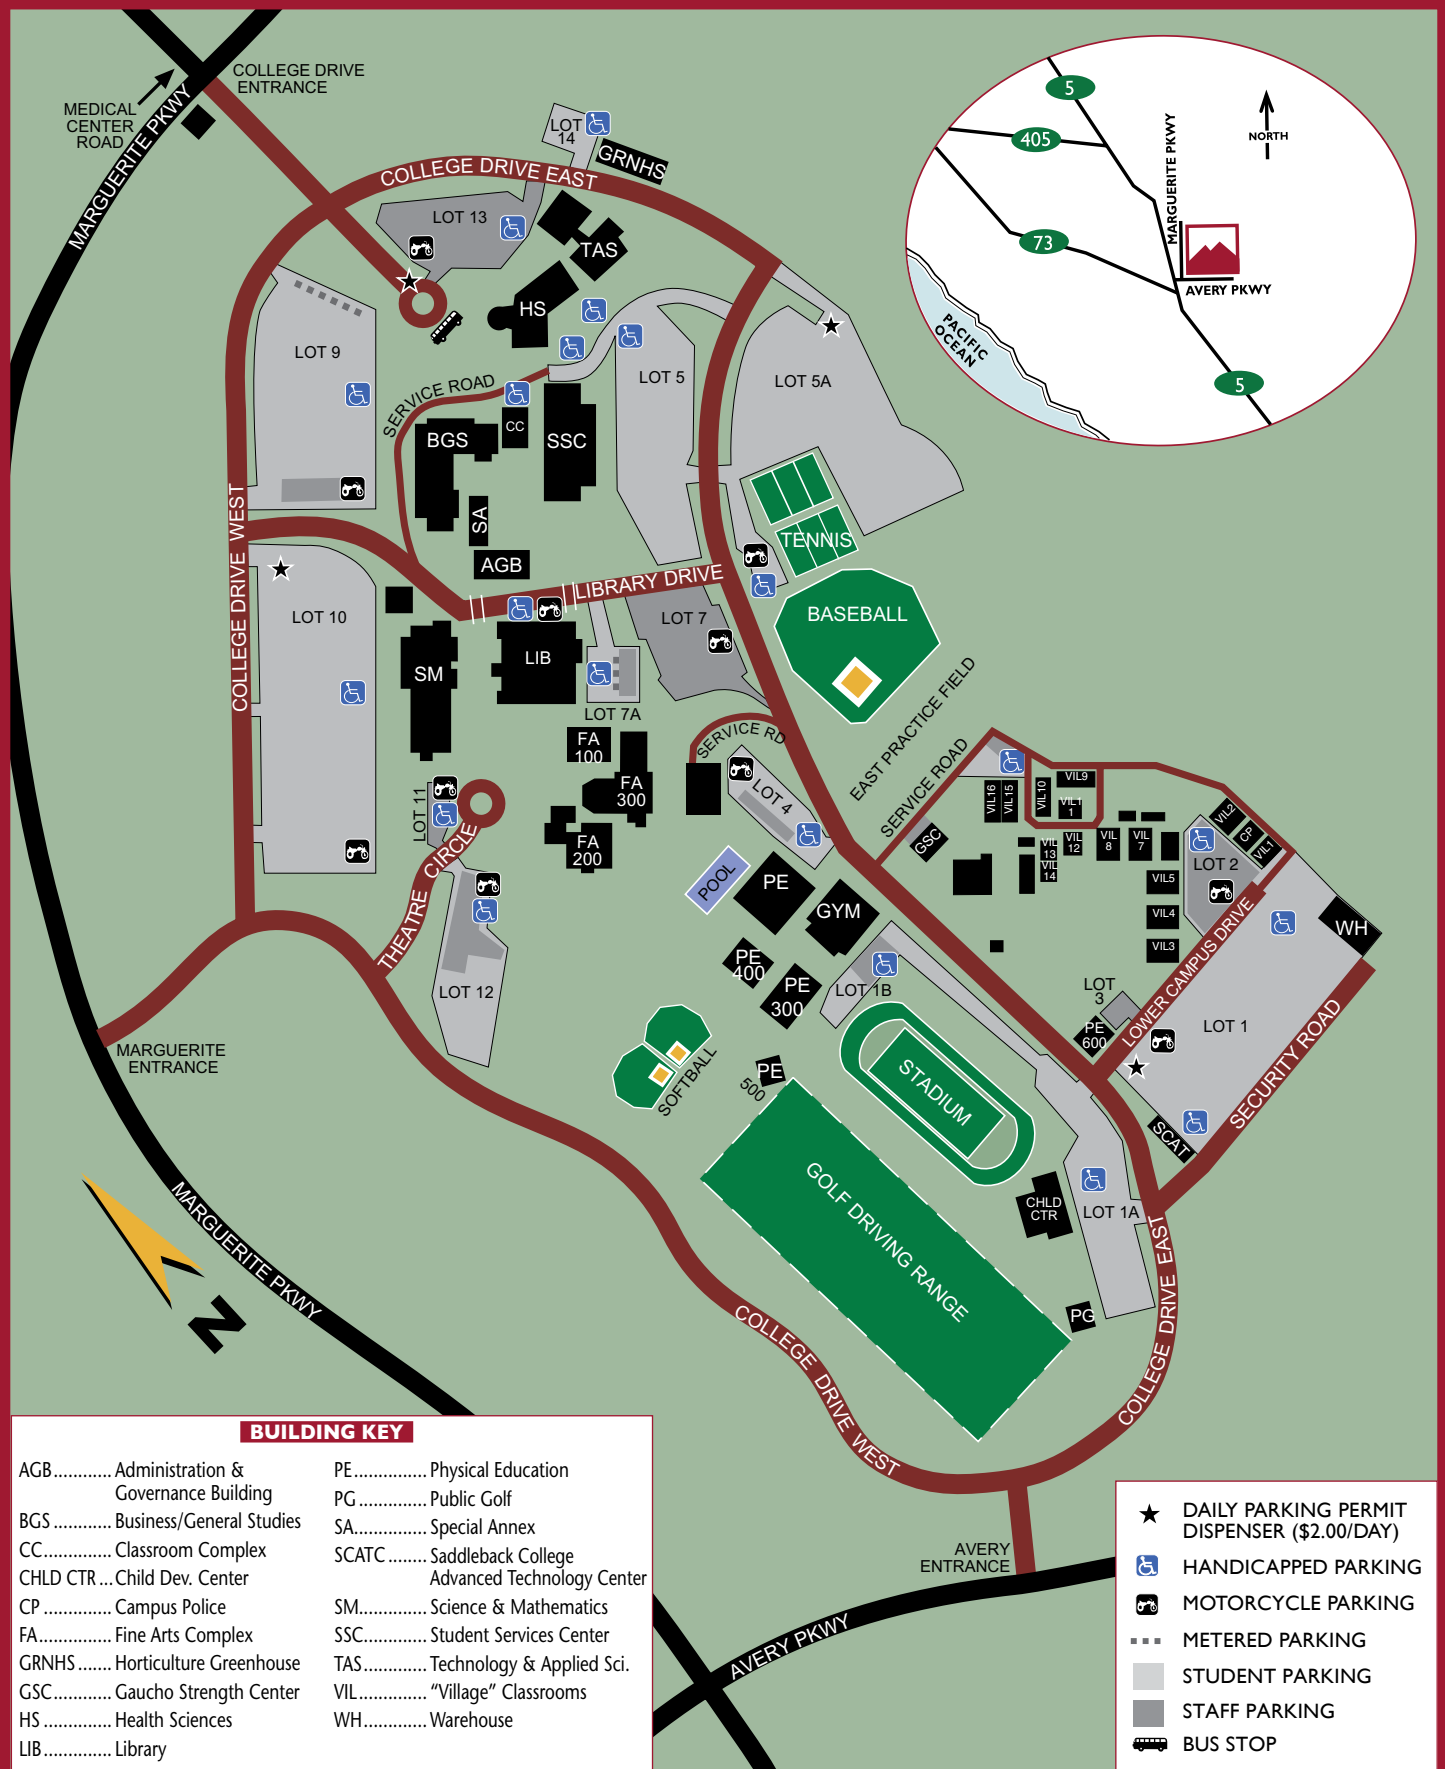 COLLEGE DRIVE
ENTRANCE
MEDICAL
CENTER
ROAD
MARGUERITE PKWY
LOT
14
GRNHS
COLLEGE DRIVE EAST
LOT 13
TAS
HS
LOT 9
SERVICE ROAD
LOT 5
LOT 5A
BGS
CC
SSC
SA
AGB
TENNIS
COLLEGE DRIVE WEST
LIBRARY DRIVE
LOT 10
LOT 7
BASEBALL
SM
LIB
LOT 7A
EAST PRACTICE FIELD
SERVICE RD
FA
100
FA
300
FA
200
LOT 11
LOT 4
SERVICE ROAD
GSC
VIL16
VIL15
VIL10
VIL9
VIL1
1
VIL
12
VIL
13
VIL
14
VIL
8
VIL
7
VIL2
CP
VIL1
LOT 2
VIL5
VIL4
VIL3
WH
POOL
PE
GYM
THEATRE CIRCLE
LOT 12
PE
400
PE
300
LOT 1B
LOT
3
PE
600
LOWER CAMPUS DRIVE
LOT 1
SECURITY ROAD
SCAT
MARGUERITE
ENTRANCE
SOFTBALL
PE
500
STADIUM
GOLF DRIVING RANGE
CHLD
CTR
LOT 1A
PG
MARGUERITE PKWY
N
COLLEGE DRIVE WEST
COLLEGE DRIVE EAST
AVERY
ENTRANCE
AVERY PKWY
5
405
73
MARGUERITE PKWY
NORTH
AVERY PKWY
PACIFIC
OCEAN
5
BUILDING KEY
AGB............ Administration &
Governance Building
BGS ............ Business/General Studies
CC.............. Classroom Complex
CHLD CTR ... Child Dev. Center
CP .............. Campus Police
FA............... Fine Arts Complex
GRNHS ....... Horticulture Greenhouse
GSC............ Gaucho Strength Center
HS .............. Health Sciences
LIB.............. Library
PE............... Physical Education
PG .............. Public Golf
SA............... Special Annex
SCATC ........ Saddleback College
Advanced Technology Center
SM.............. Science & Mathematics
SSC............. Student Services Center
TAS............. Technology & Applied Sci.
VIL.............. “Village” Classrooms
WH............. Warehouse
DAILY PARKING PERMIT
DISPENSER ($2.00/DAY)
HANDICAPPED PARKING
MOTORCYCLE PARKING
METERED PARKING
STUDENT PARKING
STAFF PARKING
BUS STOP